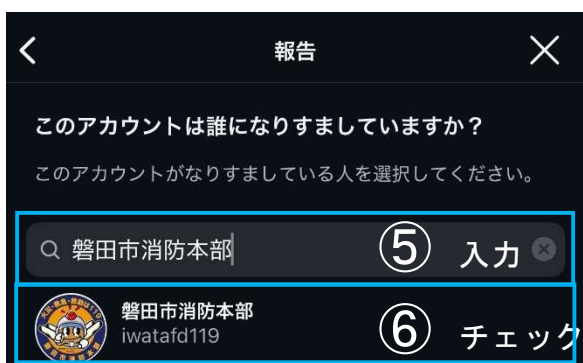 報告
このアカウントは誰になりすましていますか？
このアカウントがなりすましている人を選択してください。
磐田市消防本部 ⑤ 入力
磐田市消防本部
iwatafd119 ⑥ チェック